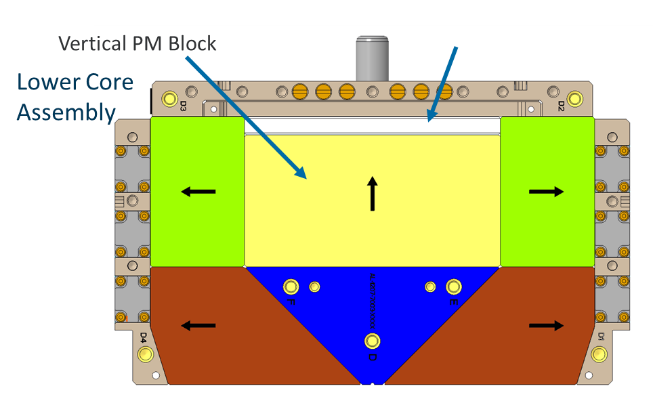 Vertical PM Block
Lower Core
Assembly
D3
D2
F
E
D
D4
D1